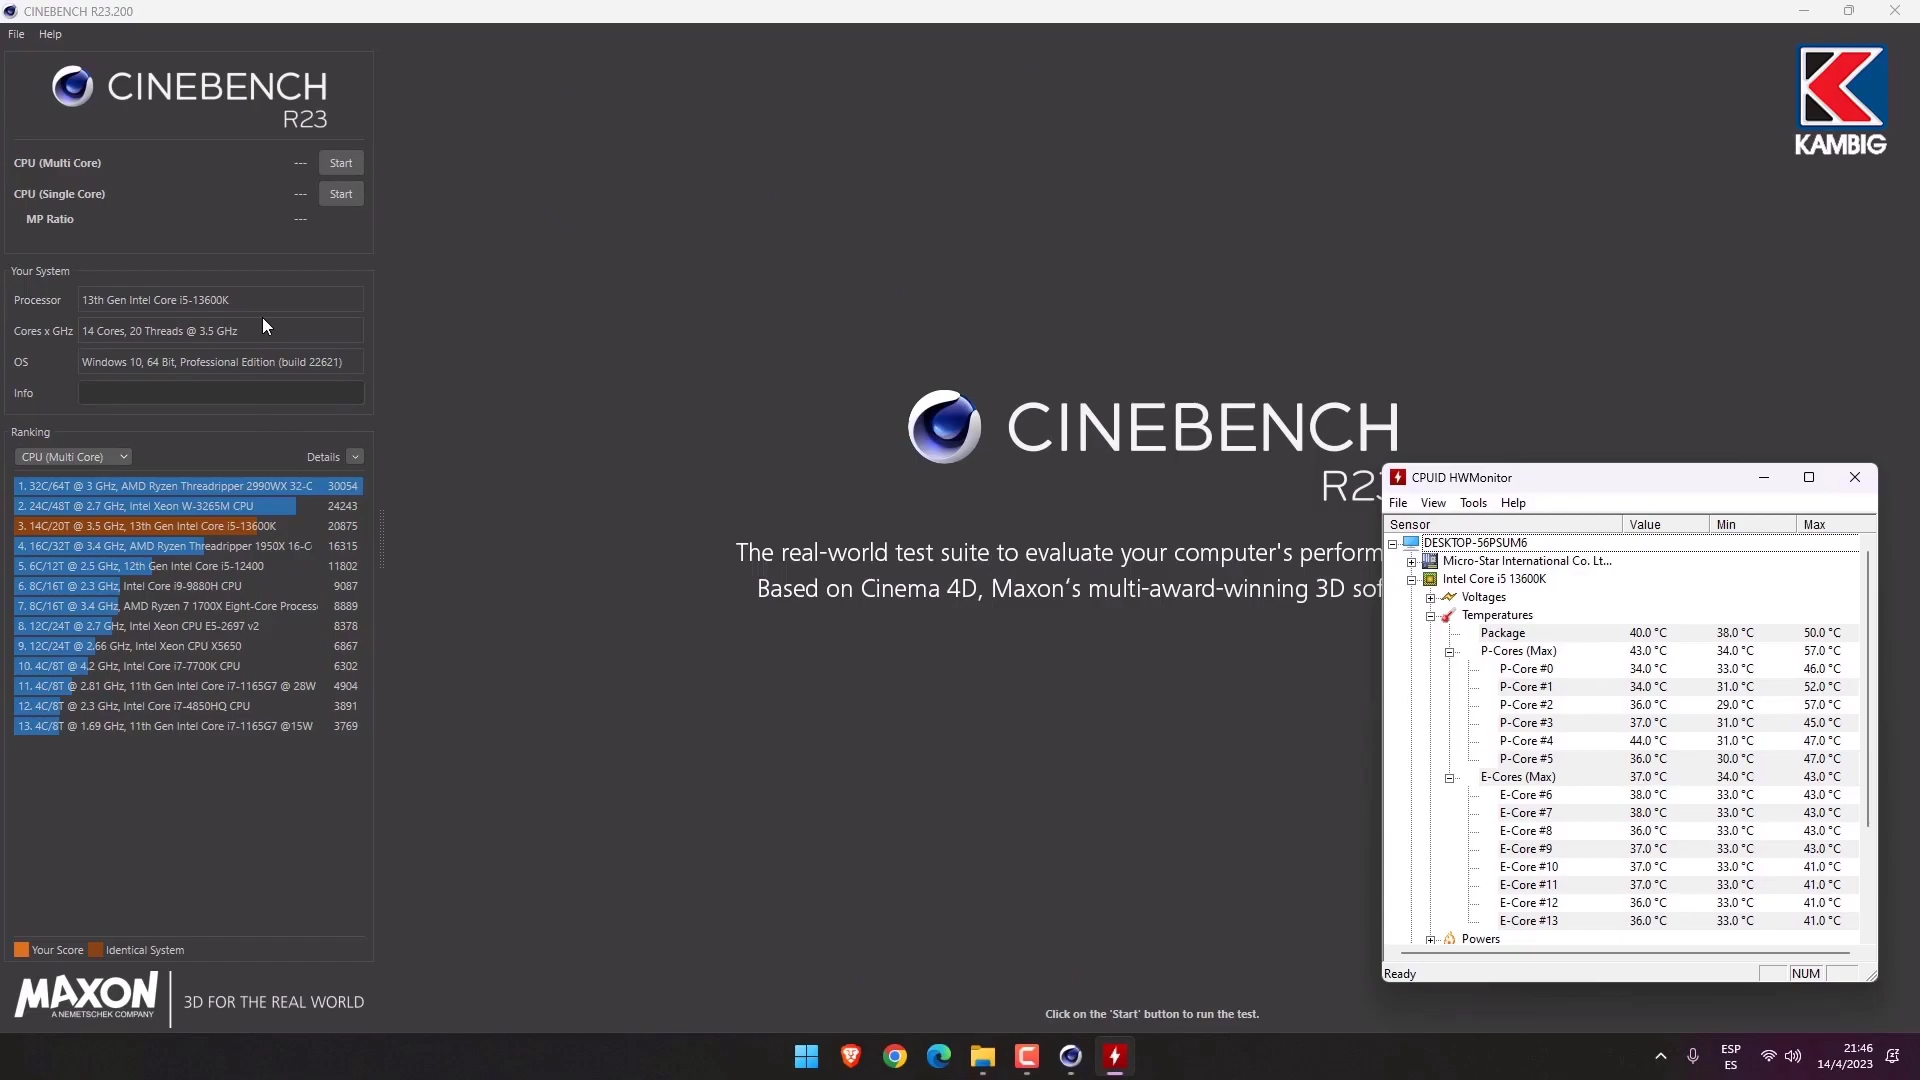 CINEBENCH R23.200
File Help
CINEBENCH
R23
CPU (Multi Core) --- Start
CPU (Single Core) --- Start
MP Ratio ---
Your System
Processor 13th Gen Intel Core i5-13600K
Cores x GHz 14 Cores, 20 Threads @ 3.5 GHz
OS Windows 10, 64 Bit, Professional Edition (build 22621)
Info
Ranking
CPU (Multi Core) Details
1. 32C/64T @ 3 GHz, AMD Ryzen Threadripper 2990WX 32-C 30054
2. 24C/48T @ 2.7 GHz, Intel Xeon W-3265M CPU 24243
3. 14C/20T @ 3.5 GHz, 13th Gen Intel Core i5-13600K 20875
4. 16C/32T @ 3.4 GHz, AMD Ryzen Threadripper 1950X 16-C 16315
5. 6C/12T @ 2.5 GHz, 12th Gen Intel Core i5-12400 11802
6. 8C/16T @ 2.3 GHz, Intel Core i9-9880H CPU 9087
7. 8C/16T @ 3.4 GHz, AMD Ryzen 7 1700X Eight-Core Process 8889
8. 12C/24T @ 2.7 GHz, Intel Xeon CPU E5-2697 v2 8378
9. 12C/24T @ 2.66 GHz, Intel Xeon CPU X5650 6867
10. 4C/8T @ 4.2 GHz, Intel Core i7-7700K CPU 6302
11. 4C/8T @ 2.81 GHz, 11th Gen Intel Core i7-1165G7 @ 28W 4904
12. 4C/8T @ 2.3 GHz, Intel Core i7-4850HQ CPU 3891
13. 4C/8T @ 1.69 GHz, 11th Gen Intel Core i7-1165G7 @15W 3769
Your Score Identical System
MAXON
A NEMETSCHEK COMPANY
3D FOR THE REAL WORLD
KAMBIG
CINEBENCH
R23
The real-world test suite to evaluate your computer's perform
Based on Cinema 4D, Maxon's multi-award-winning 3D sof
Click on the 'Start' button to run the test.
CPUID HWMonitor
File View Tools Help
Sensor Value Min Max
DESKTOP-56PSUM6
Micro-Star International Co. Lt...
Intel Core i5 13600K
Voltages
Temperatures
Package 40.0 °C 38.0 °C 50.0 °C
P-Cores (Max) 43.0 °C 34.0 °C 57.0 °C
P-Core #0 34.0 °C 33.0 °C 46.0 °C
P-Core #1 34.0 °C 31.0 °C 52.0 °C
P-Core #2 36.0 °C 29.0 °C 57.0 °C
P-Core #3 37.0 °C 31.0 °C 45.0 °C
P-Core #4 44.0 °C 31.0 °C 47.0 °C
P-Core #5 36.0 °C 30.0 °C 47.0 °C
E-Cores (Max) 37.0 °C 34.0 °C 43.0 °C
E-Core #6 38.0 °C 33.0 °C 43.0 °C
E-Core #7 38.0 °C 33.0 °C 43.0 °C
E-Core #8 36.0 °C 33.0 °C 43.0 °C
E-Core #9 37.0 °C 33.0 °C 43.0 °C
E-Core #10 37.0 °C 33.0 °C 41.0 °C
E-Core #11 37.0 °C 33.0 °C 41.0 °C
E-Core #12 36.0 °C 33.0 °C 41.0 °C
E-Core #13 36.0 °C 33.0 °C 41.0 °C
Powers
Ready NUM
ESP
ES
21:46
14/4/2023